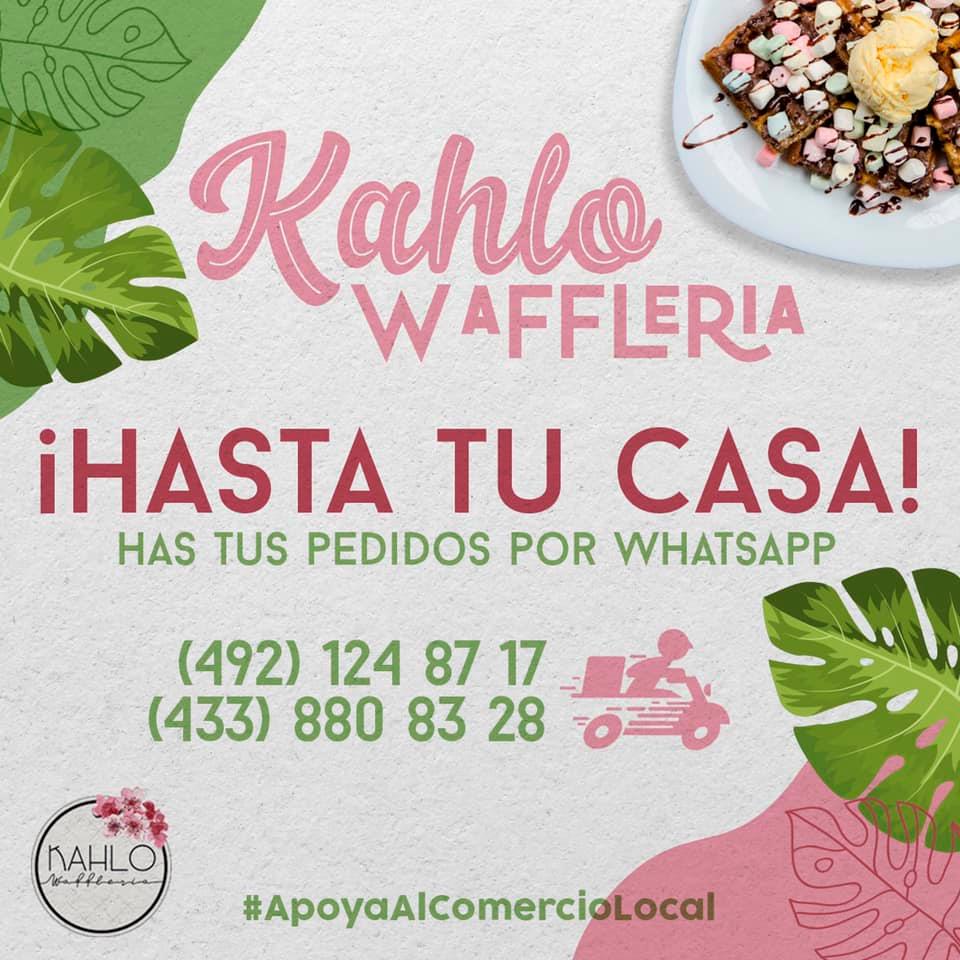 Kahlo
WAFFLERIA
¡HASTA TU CASA!
HAS TUS PEDIDOS POR WHATSAPP
(492) 124 87 17
(433) 880 83 28
KAHLO
Waffleria
#ApoyaAlComercioLocal